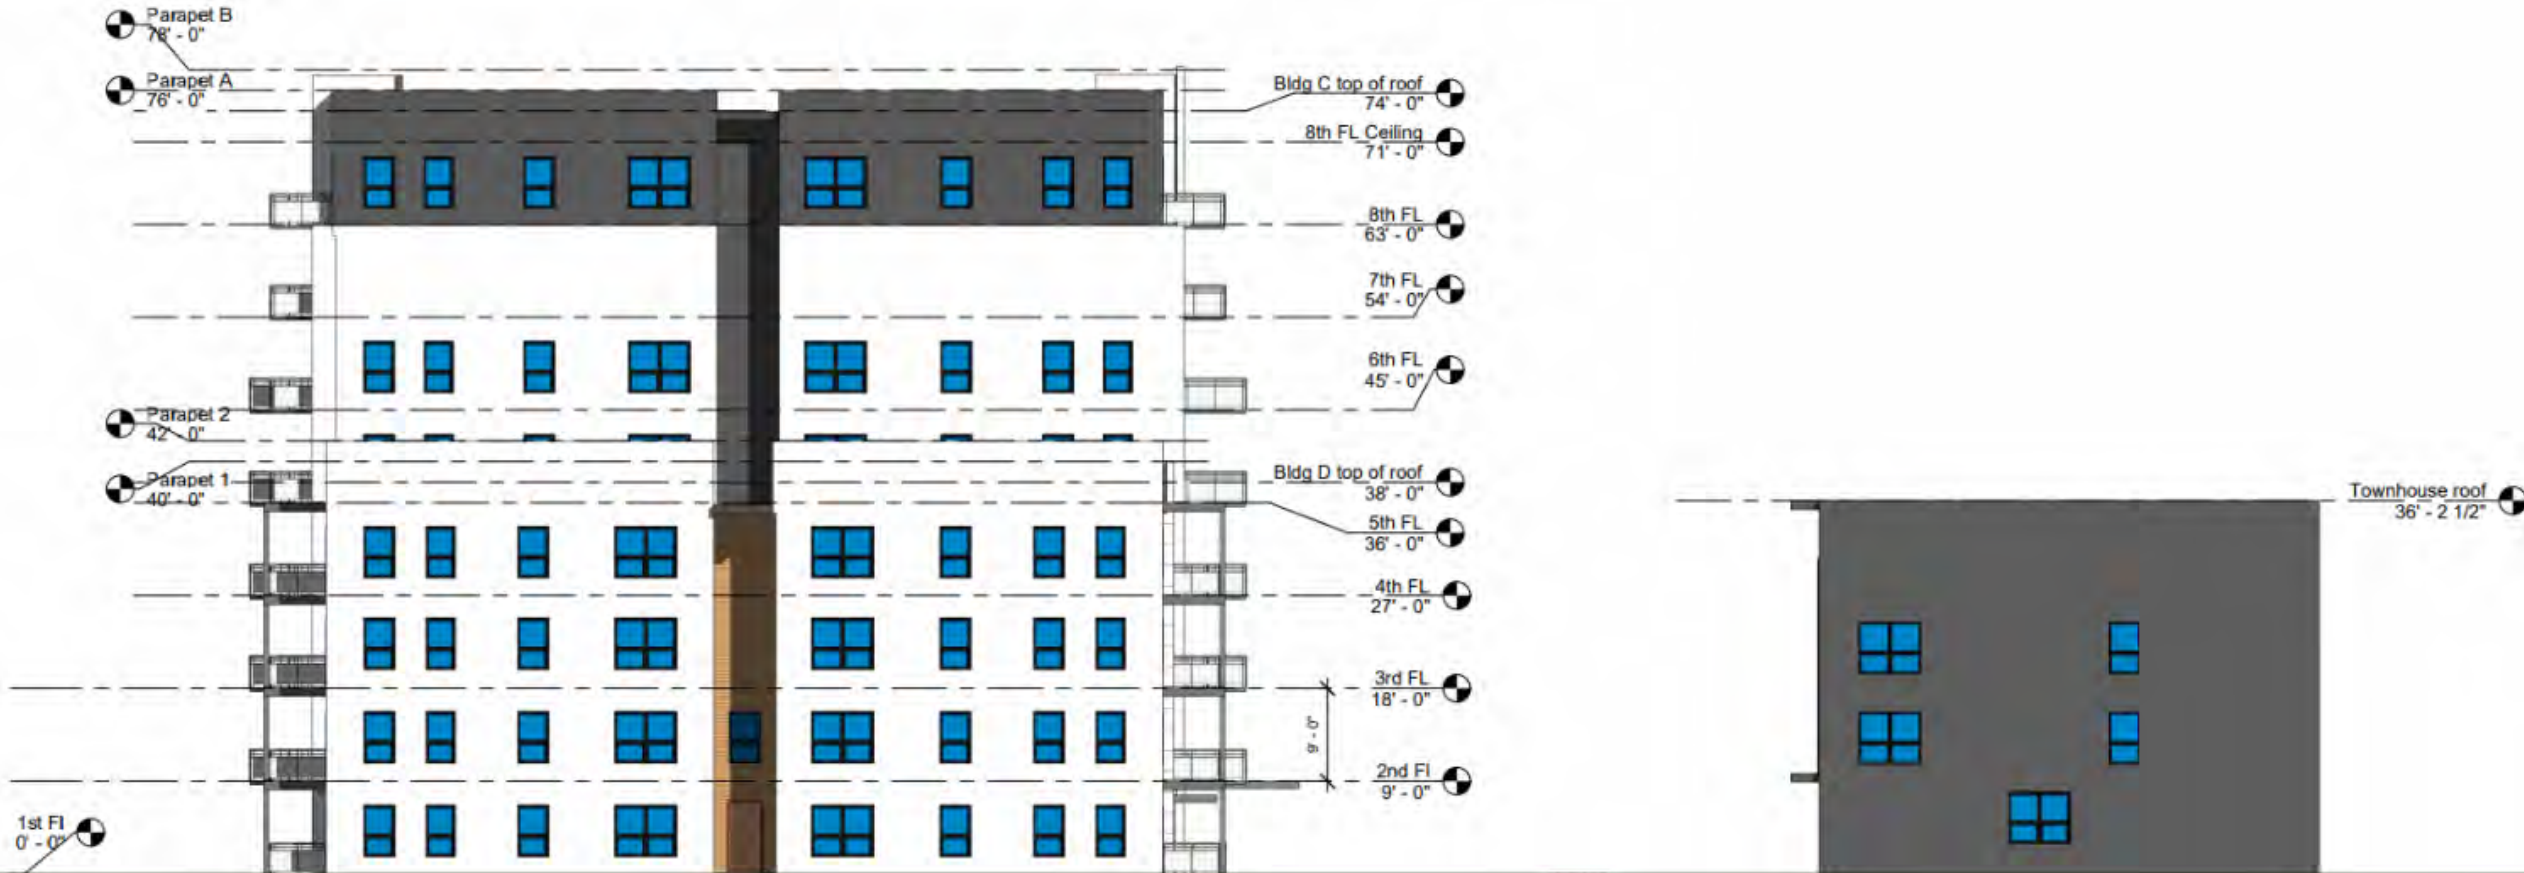 Parapet B
78' - 0"
Parapet A
76' - 0"
Bldg C top of roof
74' - 0"
8th FL Ceiling
71' - 0"
8th FL
63' - 0"
7th FL
54' - 0"
6th FL
45' - 0"
Parapet 2
42' - 0"
Parapet 1
40' - 0"
Bldg D top of roof
38' - 0"
Townhouse roof
36' - 2 1/2"
5th FL
36' - 0"
4th FL
27' - 0"
3rd FL
18' - 0"
9' - 0"
2nd Fl
9' - 0"
1st Fl
0' - 0"